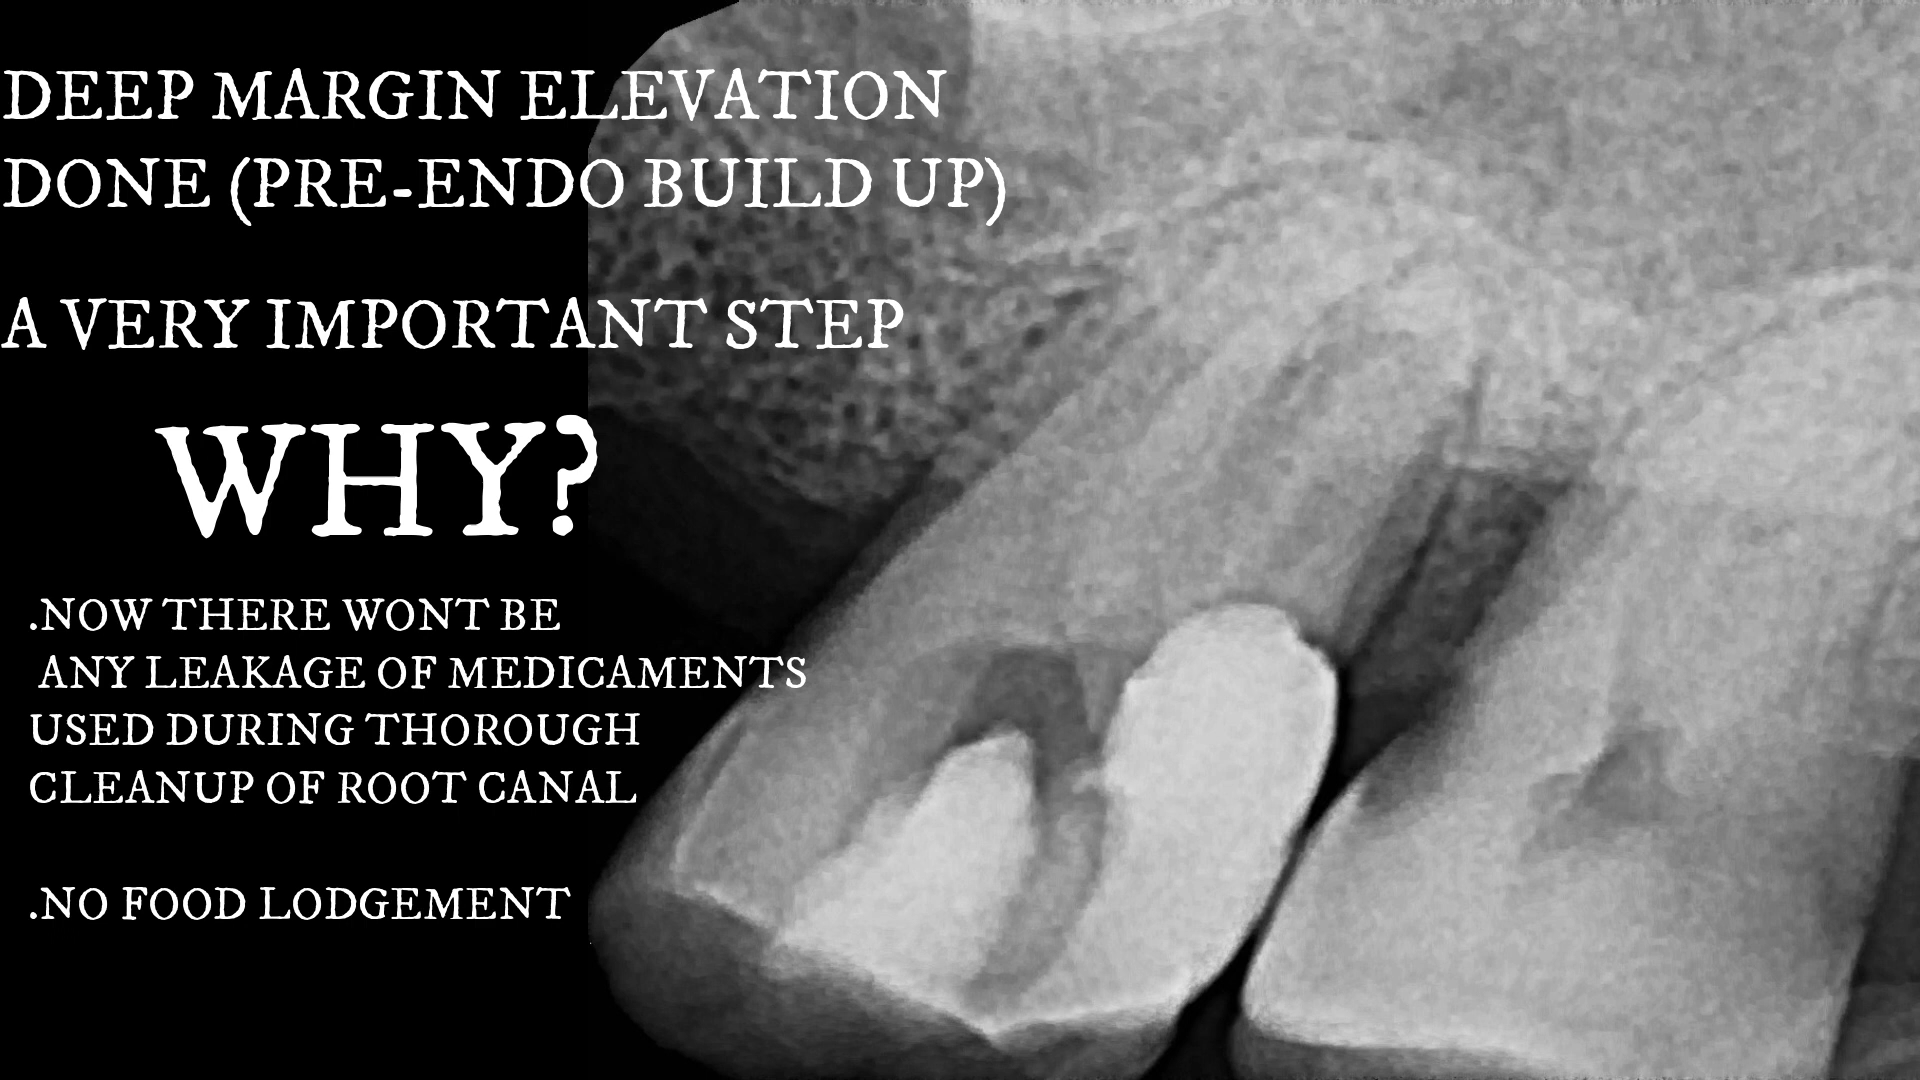 DEEP MARGIN ELEVATION
DONE (PRE-ENDO BUILD UP)
A VERY IMPORTANT STEP
WHY?
.NOW THERE WONT BE
ANY LEAKAGE OF MEDICAMENTS
USED DURING THOROUGH
CLEANUP OF ROOT CANAL
.NO FOOD LODGEMENT